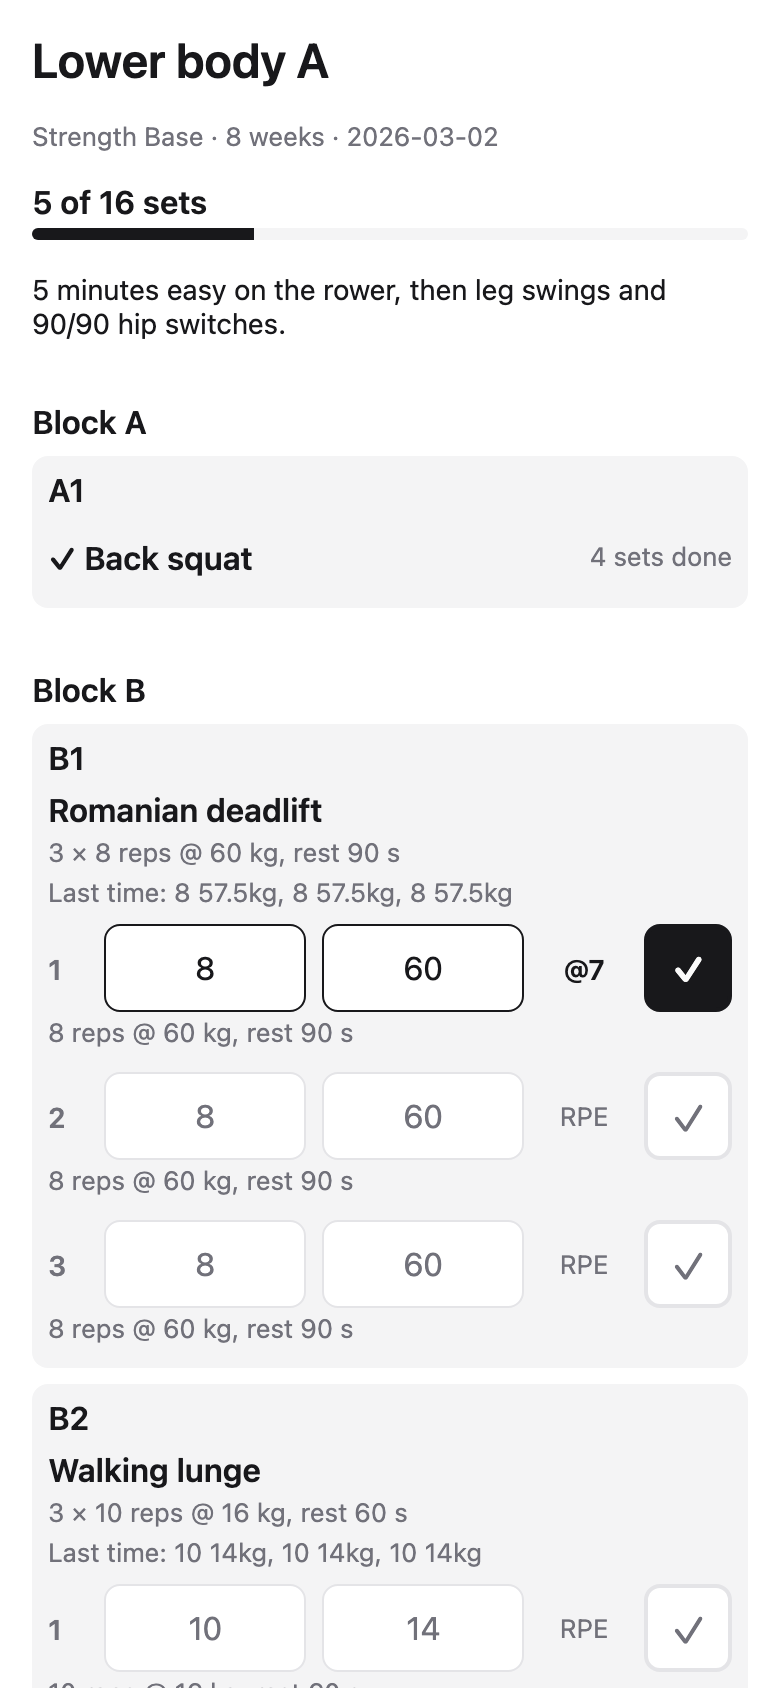 Lower body A
Strength Base · 8 weeks · 2026-03-02
5 of 16 sets
5 minutes easy on the rower, then leg swings and
90/90 hip switches.
Block A
A1
✓ Back squat 4 sets done
Block B
B1
Romanian deadlift
3 × 8 reps @ 60 kg, rest 90 s
Last time: 8 57.5kg, 8 57.5kg, 8 57.5kg
1 8 60 @7 ✓
8 reps @ 60 kg, rest 90 s
2 8 60 RPE ✓
8 reps @ 60 kg, rest 90 s
3 8 60 RPE ✓
8 reps @ 60 kg, rest 90 s
B2
Walking lunge
3 × 10 reps @ 16 kg, rest 60 s
Last time: 10 14kg, 10 14kg, 10 14kg
1 10 14 RPE ✓